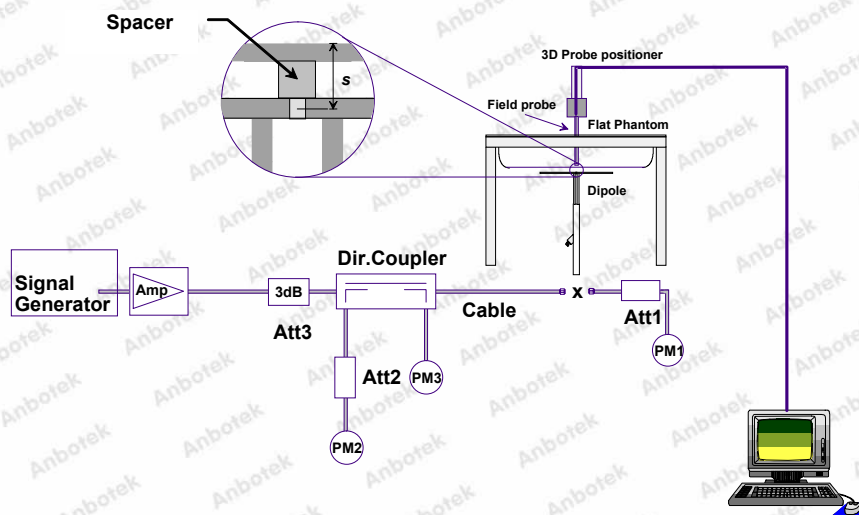 Spacer
s
3D Probe positioner
Field probe
Flat Phantom
Dipole
Dir.Coupler
Signal
Generator
Amp
3dB
Att3
Cable
x
Att1
PM1
Att2
PM3
PM2
Anbotek